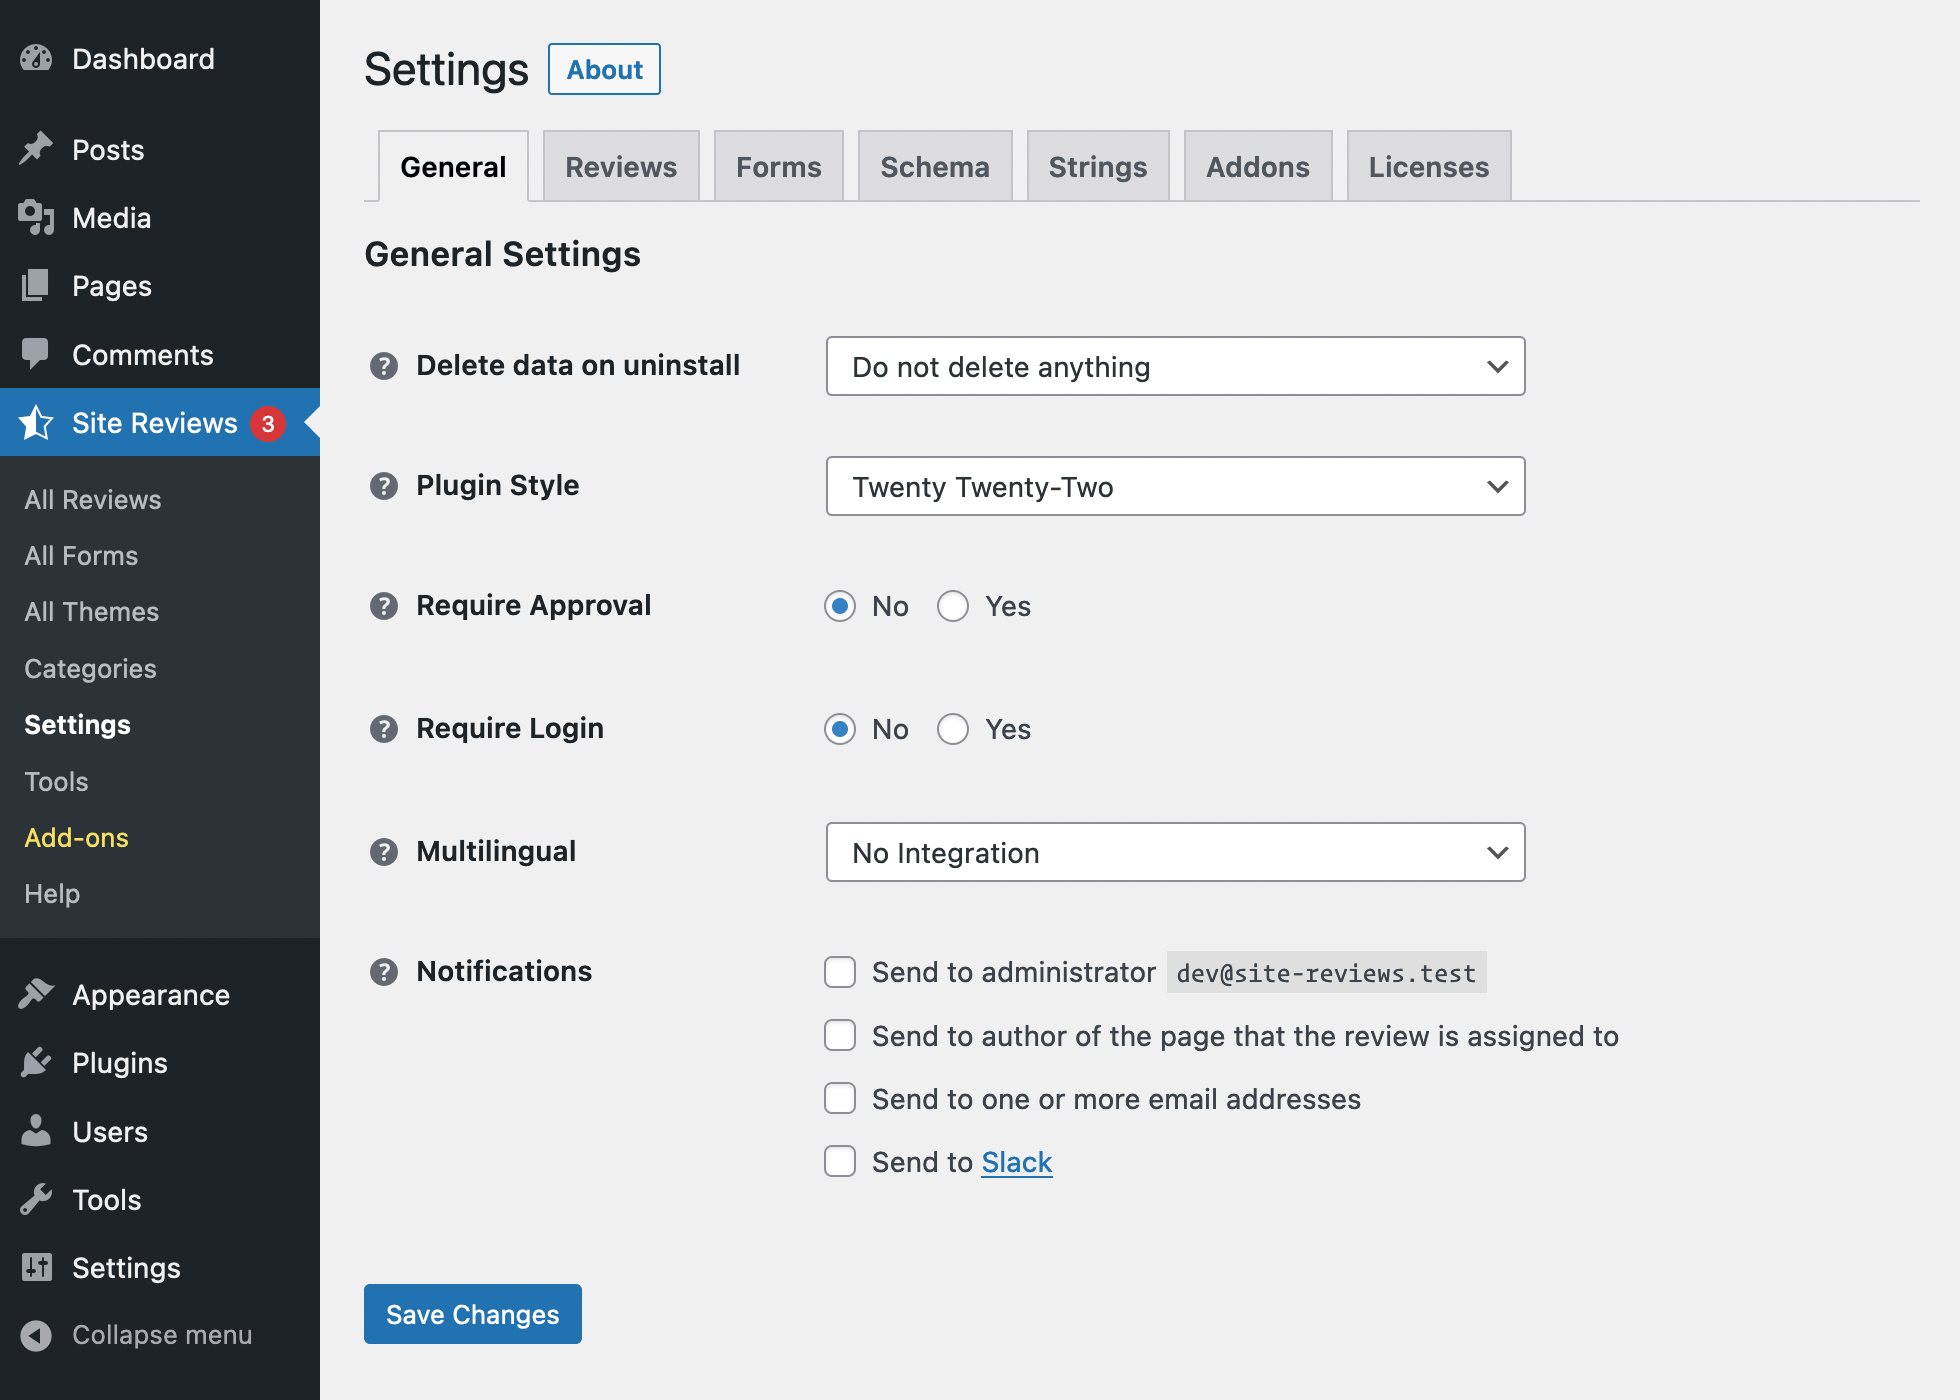 Dashboard
Posts
Media
Pages
Comments
Site Reviews 3
All Reviews
All Forms
All Themes
Categories
Settings
Tools
Add-ons
Help
Appearance
Plugins
Users
Tools
Settings
Collapse menu
Settings About
General Reviews Forms Schema Strings Addons Licenses
General Settings
? Delete data on uninstall Do not delete anything
? Plugin Style Twenty Twenty-Two
? Require Approval No Yes
? Require Login No Yes
? Multilingual No Integration
? Notifications Send to administrator dev@site-reviews.test
Send to author of the page that the review is assigned to
Send to one or more email addresses
Send to Slack
Save Changes